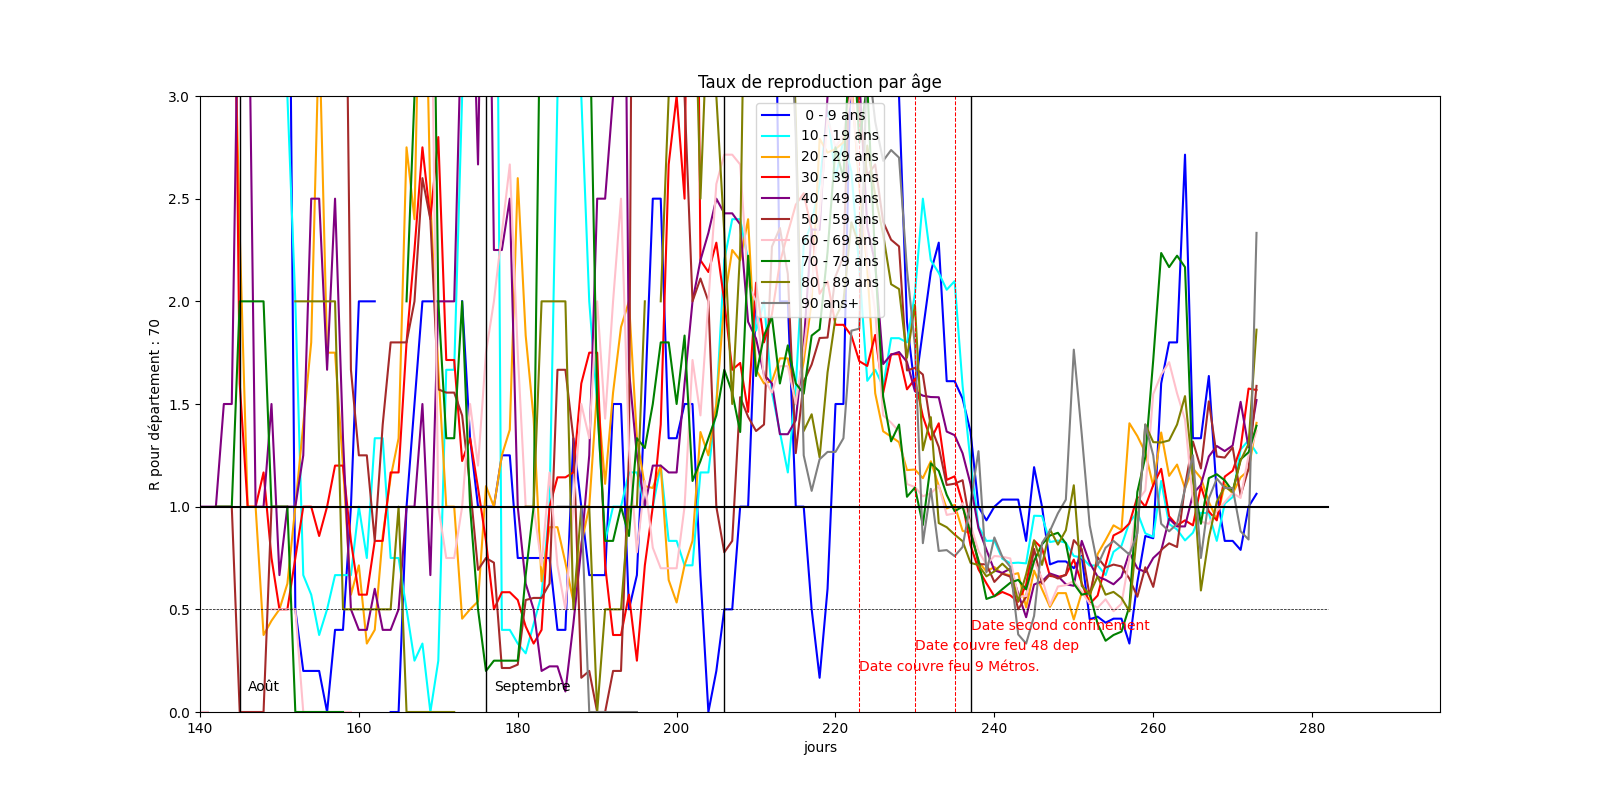 Taux de reproduction par âge
R pour département : 70
3.0
2.5
2.0
1.5
1.0
0.5
0.0
0 - 9 ans
10 - 19 ans
20 - 29 ans
30 - 39 ans
40 - 49 ans
50 - 59 ans
60 - 69 ans
70 - 79 ans
80 - 89 ans
90 ans+
Date second confinement
Date couvre feu 48 dep
Date couvre feu 9 Métros.
Août
Septembre
140
160
180
200
220
240
260
280
jours